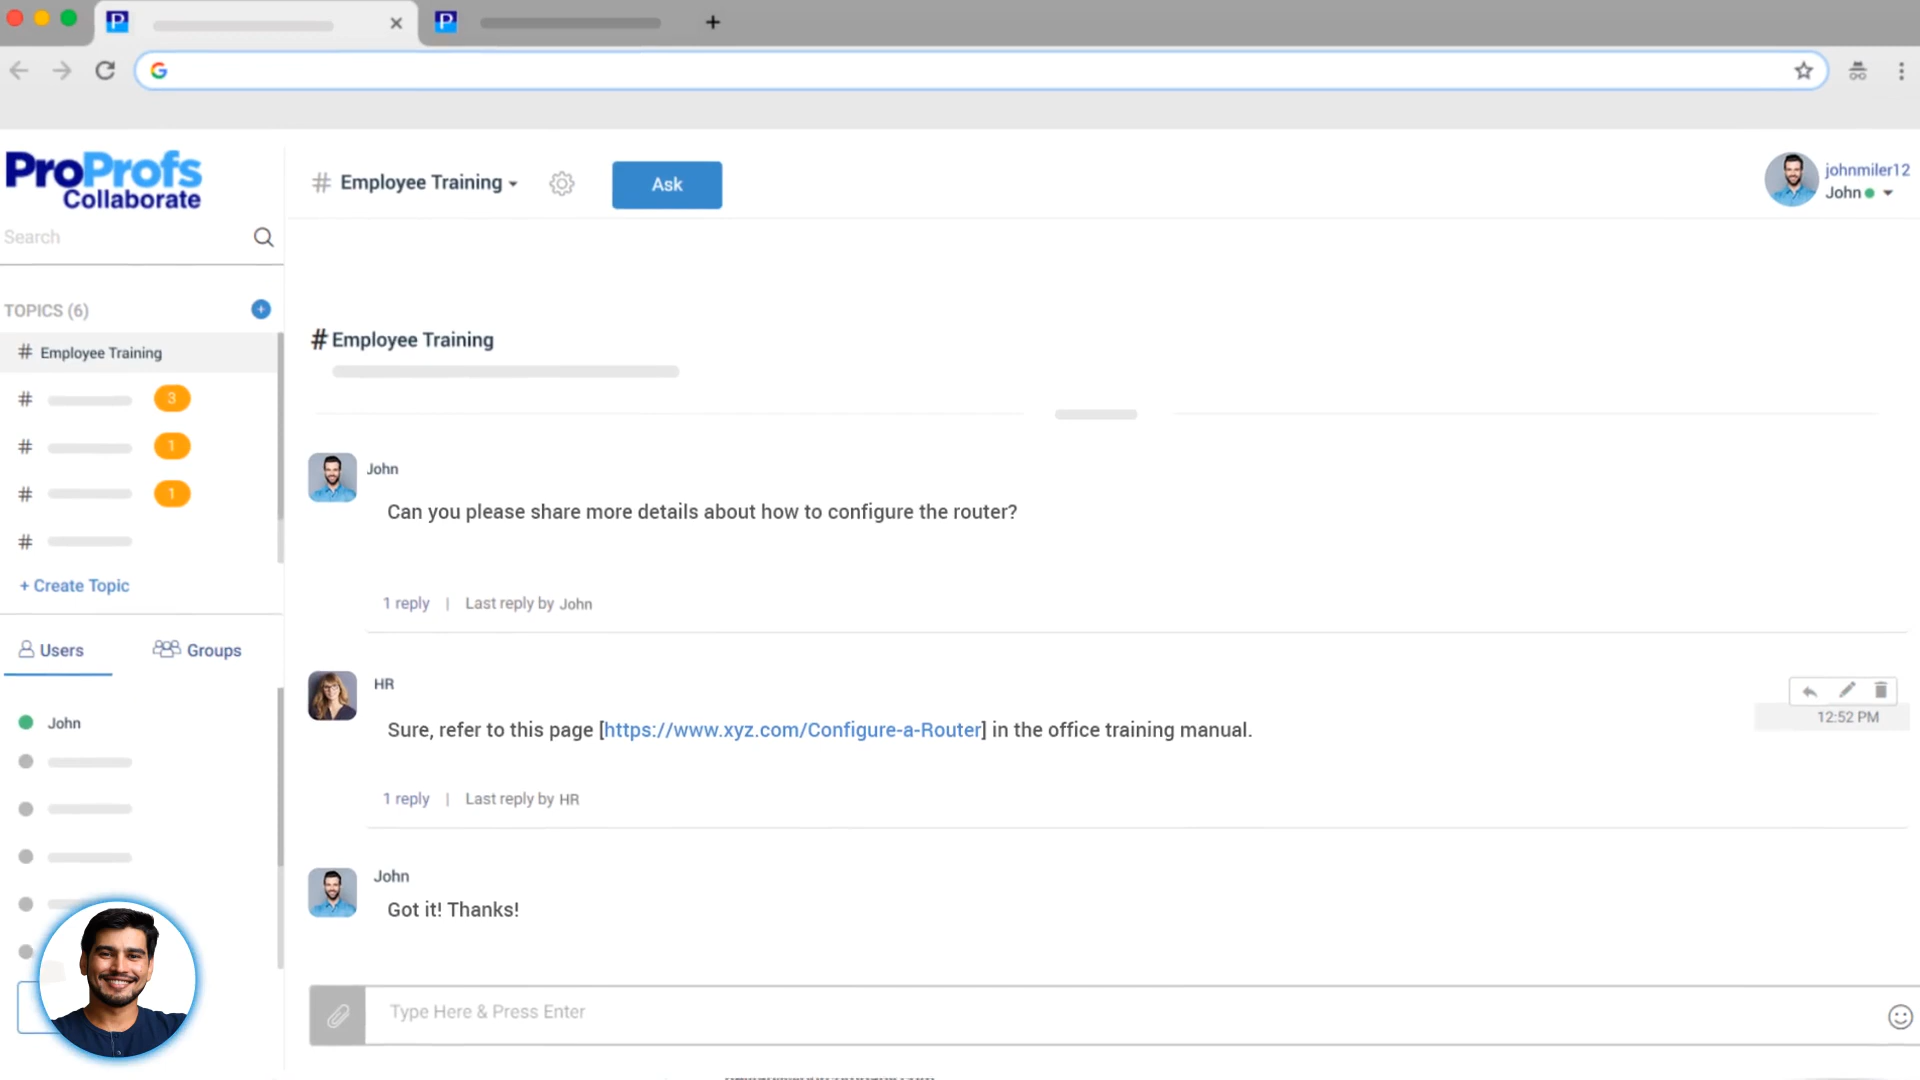 ProProfs
Collaborate
Search
TOPICS (6)
# Employee Training
# 3
# 1
# 1
#
+ Create Topic
Users
Groups
John
# Employee Training
Ask
johnmiler12
John
# Employee Training
John
Can you please share more details about how to configure the router?
1 reply | Last reply by John
HR
12:52 PM
Sure, refer to this page [https://www.xyz.com/Configure-a-Router] in the office training manual.
1 reply | Last reply by HR
John
Got it! Thanks!
Type Here & Press Enter